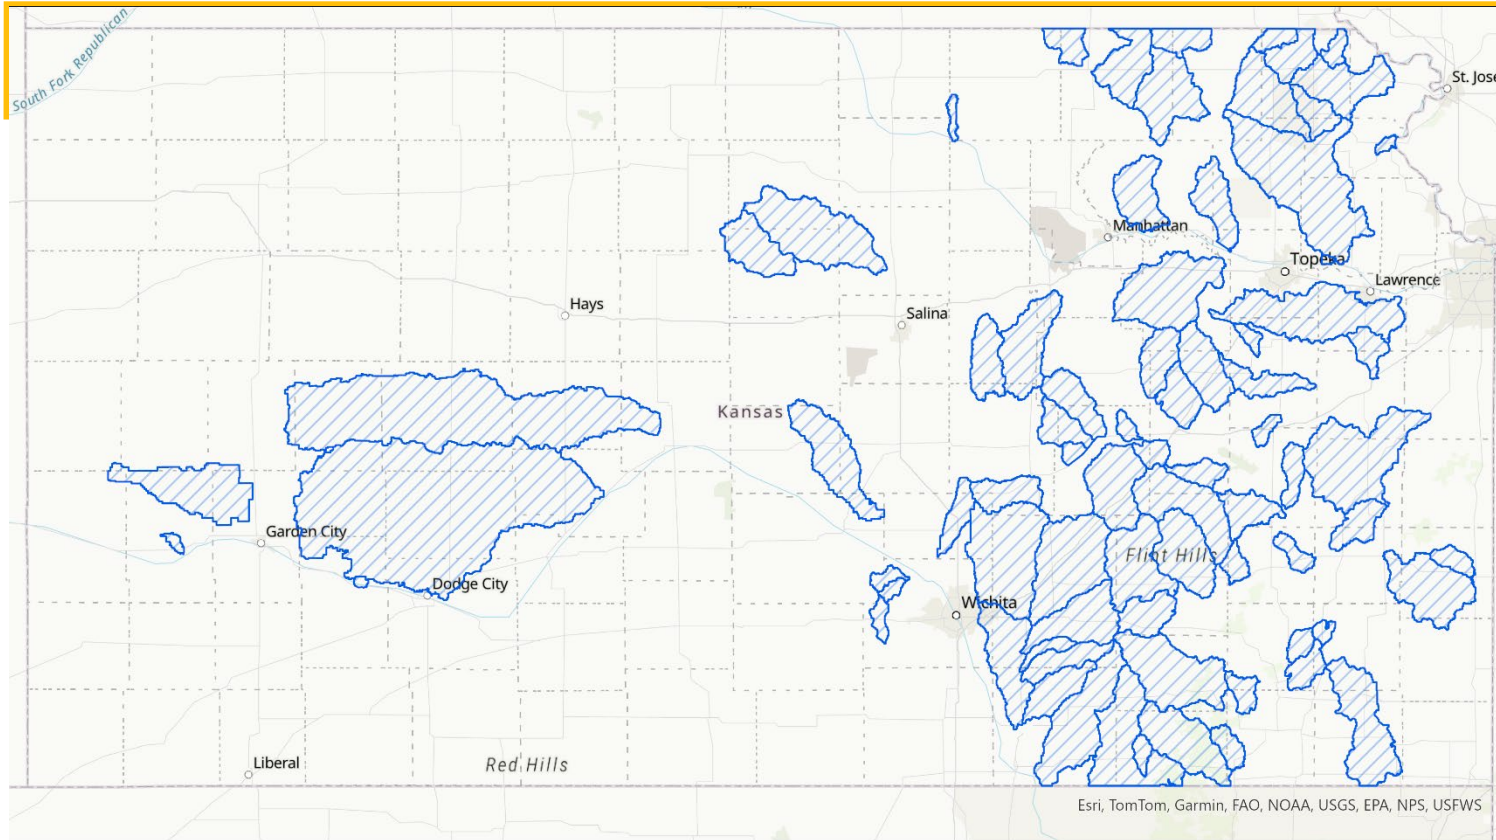 South Fork Republican
St. Jose
Manhattan
Topeka
Lawrence
Hays
Salina
Kansas
Garden City
Flint Hills
Dodge City
Wichita
Liberal
Red Hills
Esri, TomTom, Garmin, FAO, NOAA, USGS, EPA, NPS, USFWS